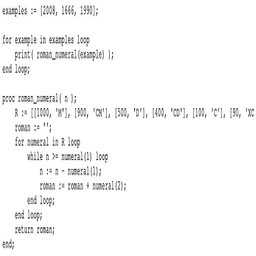 examples := [2008, 1666, 1990];
for example in examples loop
print( roman_numeral(example) );
end loop;
proc roman_numeral( n );
R := [[1000, 'M'], [900, 'CM'], [500, 'D'], [400, 'CD'], [100, 'C'], [90, 'XC
roman := '';
for numeral in R loop
while n >= numeral(1) loop
n := n - numeral(1);
roman := roman + numeral(2);
end loop;
end loop;
return roman;
end;